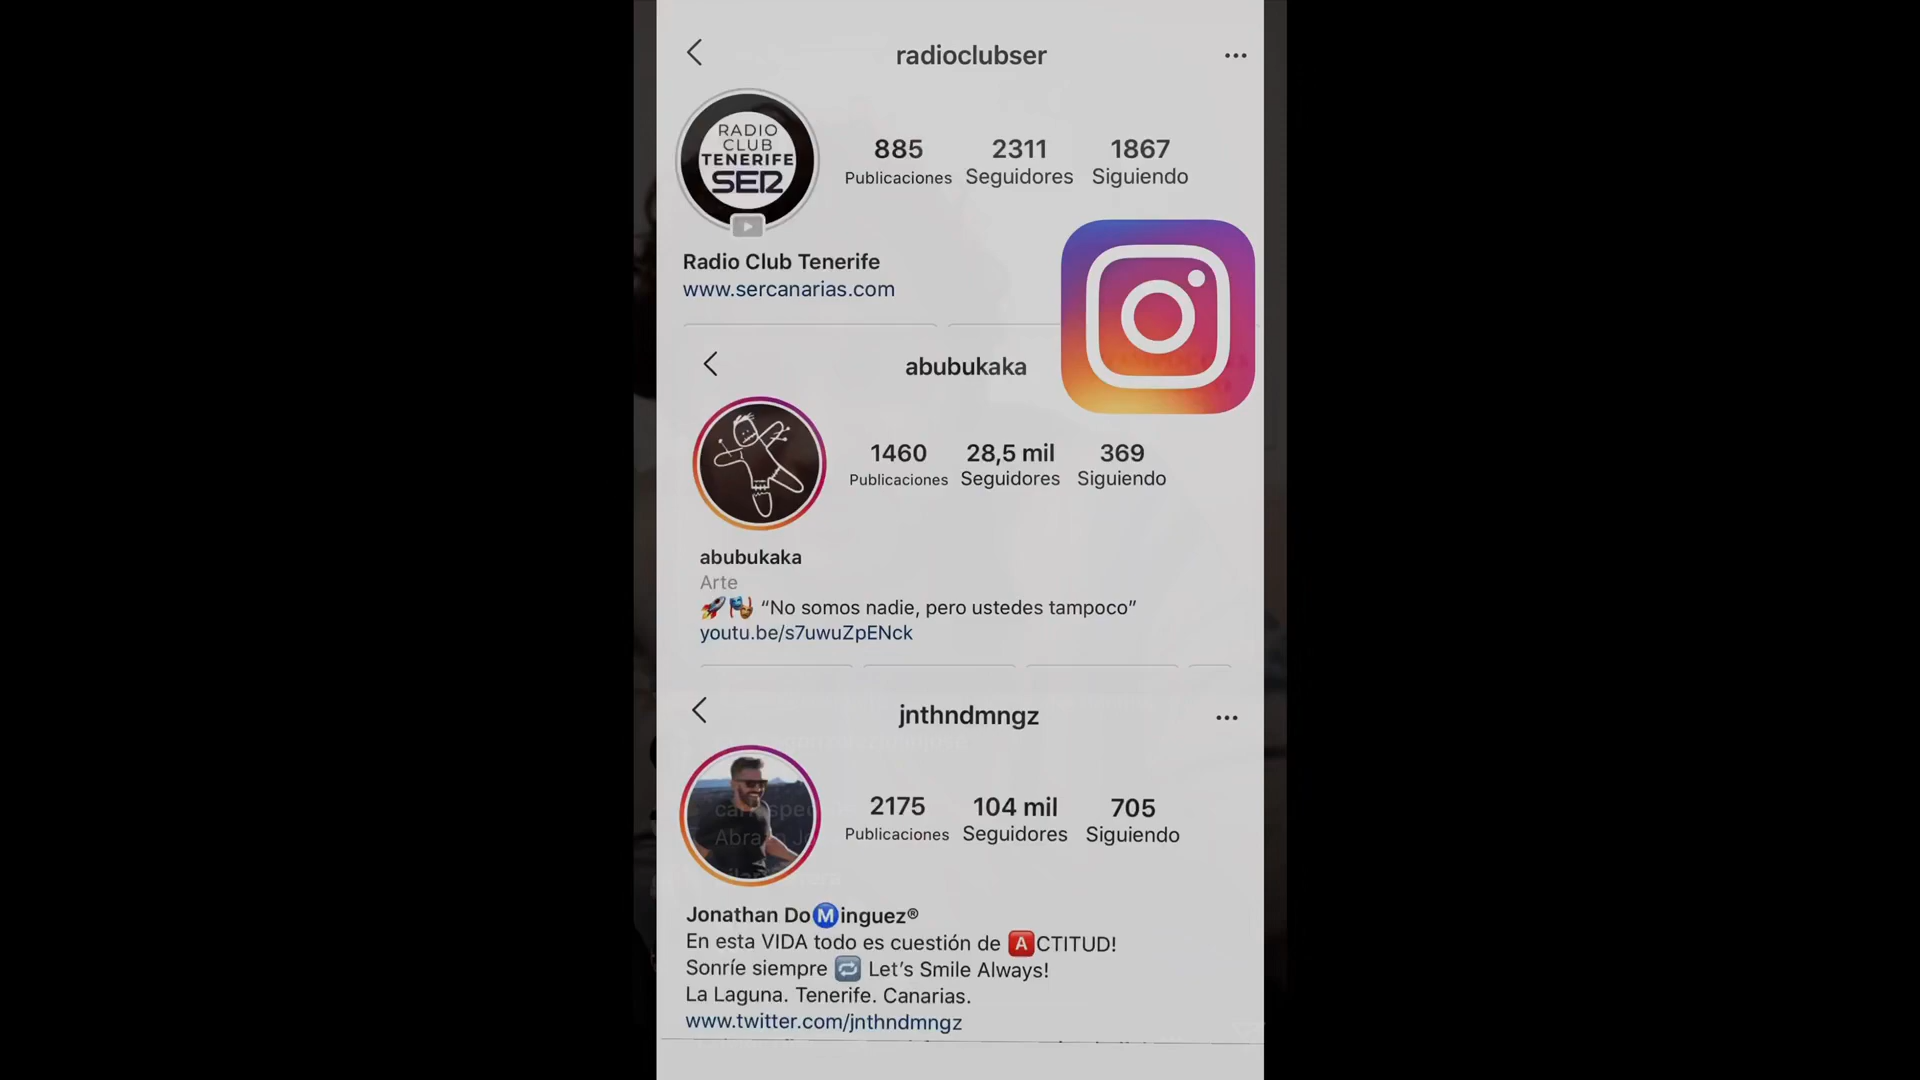 radioclubser
RADIO
CLUB
TENERIFE
SER
885 2311 1867
Publicaciones Seguidores Siguiendo
Radio Club Tenerife
www.sercanarias.com
abubukaka
1460 28,5 mil 369
Publicaciones Seguidores Siguiendo
abubukaka
Arte
🚀🎭 “No somos nadie, pero ustedes tampoco”
youtu.be/s7uwuZpENck
jnthndmngz
2175 104 mil 705
Publicaciones Seguidores Siguiendo
Jonathan DoⓂ️inguez®
En esta VIDA todo es cuestión de 🅰️CTITUD!
Sonríe siempre 🔁 Let’s Smile Always!
La Laguna. Tenerife. Canarias.
www.twitter.com/jnthndmngz